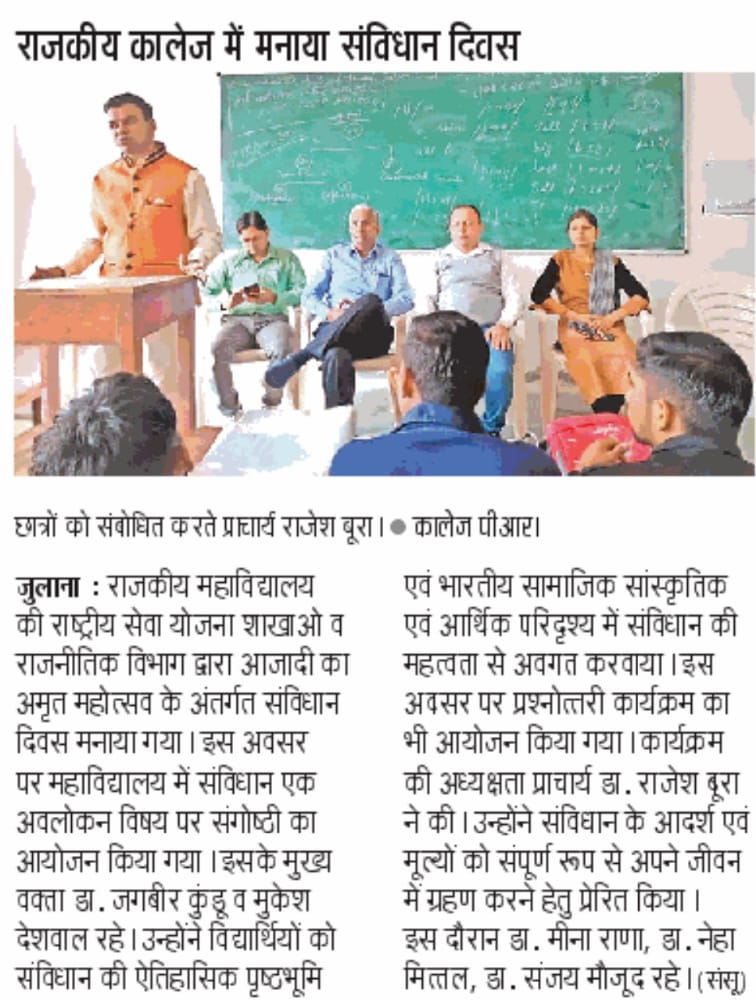 राजकीय कालेज में मनाया संविधान दिवस
छात्रों को संबोधित करते प्राचार्य राजेश बूरा। ● कालेज पीआर।
जुलाना : राजकीय महाविद्यालय
की राष्ट्रीय सेवा योजना शाखाओ व
राजनीतिक विभाग द्वारा आजादी का
अमृत महोत्सव के अंतर्गत संविधान
दिवस मनाया गया। इस अवसर
पर महाविद्यालय में संविधान एक
अवलोकन विषय पर संगोष्ठी का
आयोजन किया गया। इसके मुख्य
वक्ता डा. जगबीर कुंडू व मुकेश
देशवाल रहे। उन्होंने विद्यार्थियों को
संविधान की ऐतिहासिक पृष्ठभूमि
एवं भारतीय सामाजिक सांस्कृतिक
एवं आर्थिक परिदृश्य में संविधान की
महत्वता से अवगत करवाया। इस
अवसर पर प्रश्नोत्तरी कार्यक्रम का
भी आयोजन किया गया। कार्यक्रम
की अध्यक्षता प्राचार्य डा. राजेश बूरा
ने की। उन्होंने संविधान के आदर्श एवं
मूल्यों को संपूर्ण रूप से अपने जीवन
में ग्रहण करने हेतु प्रेरित किया।
इस दौरान डा. मीना राणा, डा. नेहा
मित्तल, डा. संजय मौजूद रहे। (संसू)